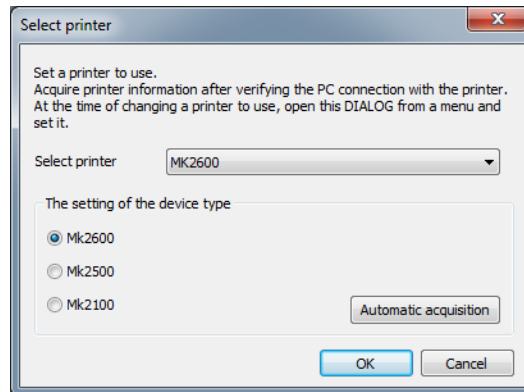 Select printer
Set a printer to use.
Acquire printer information after verifying the PC connection with the printer.
At the time of changing a printer to use, open this DIALOG from a menu and
set it.
Select printer MK2600
The setting of the device type
Mk2600
Mk2500
Mk2100
Automatic acquisition
OK Cancel